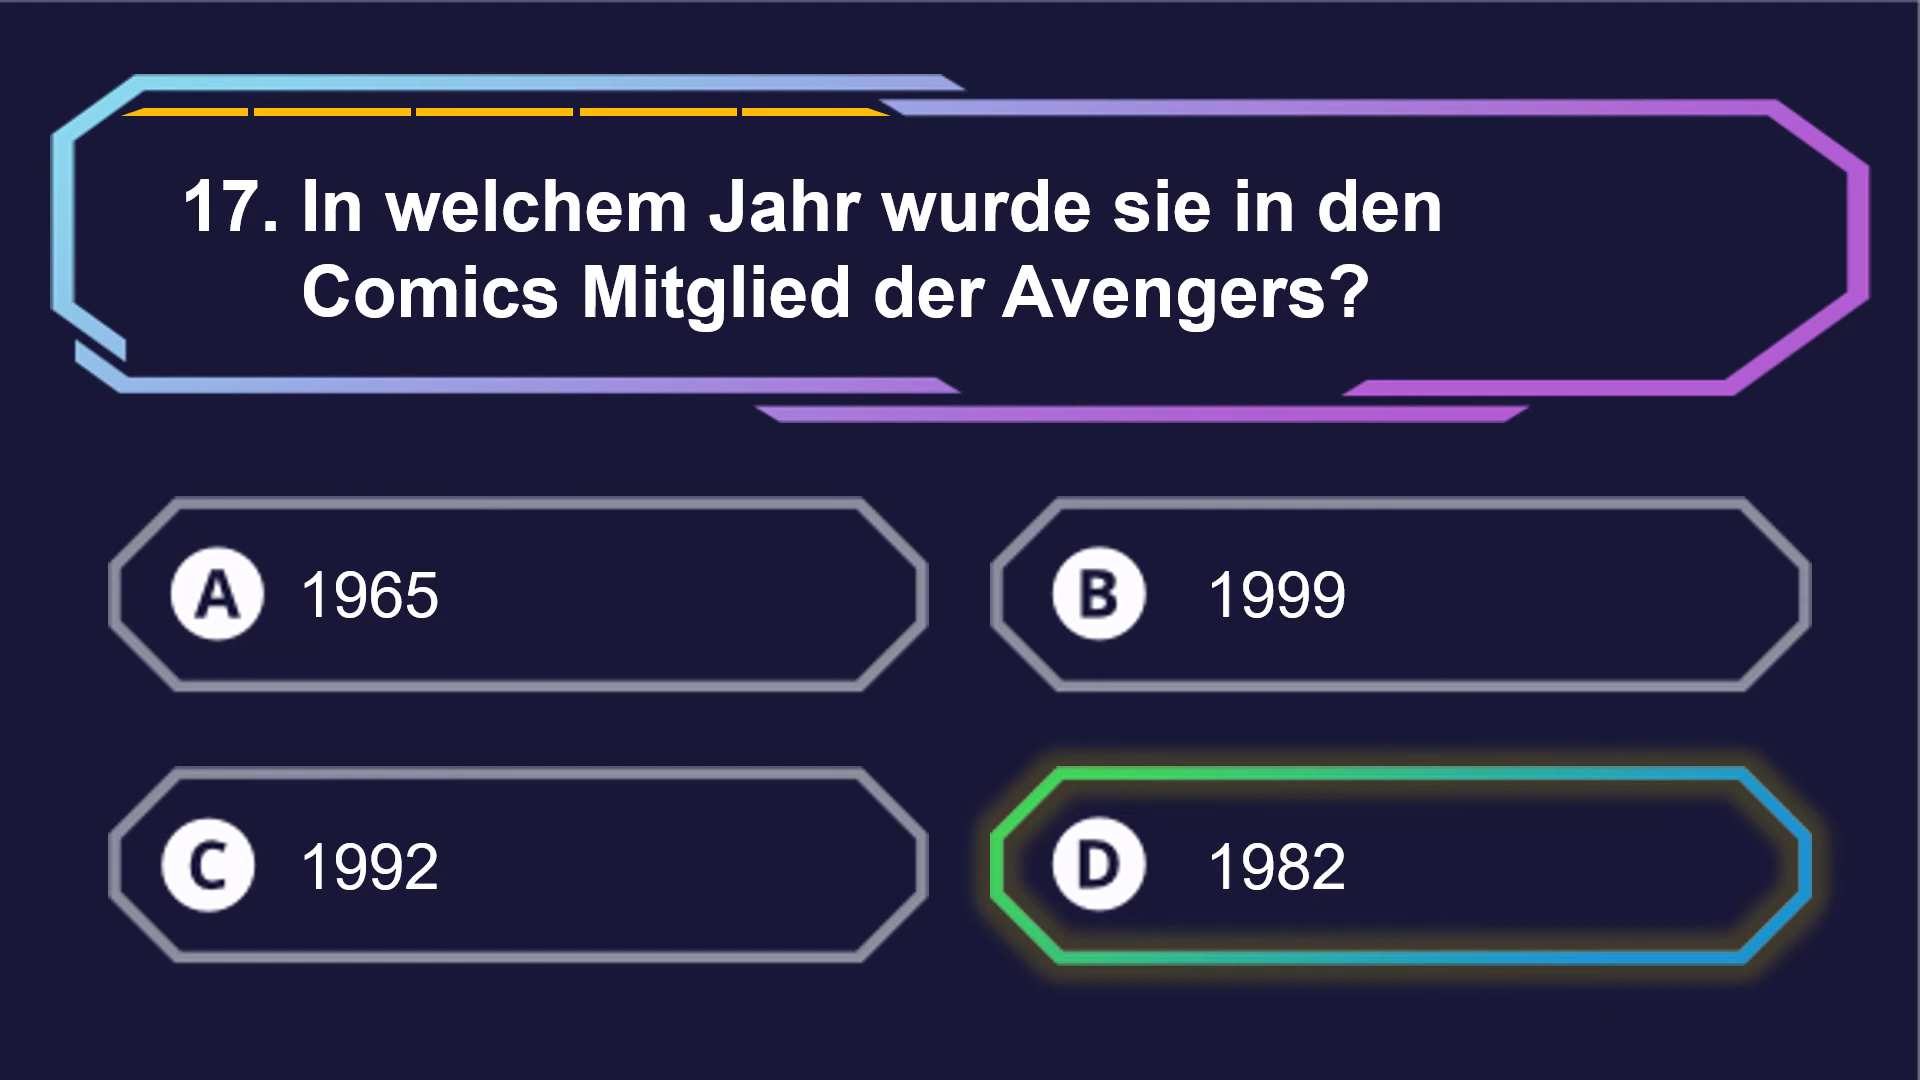 17. In welchem Jahr wurde sie in den
Comics Mitglied der Avengers?
A 1965
B 1999
C 1992
D 1982